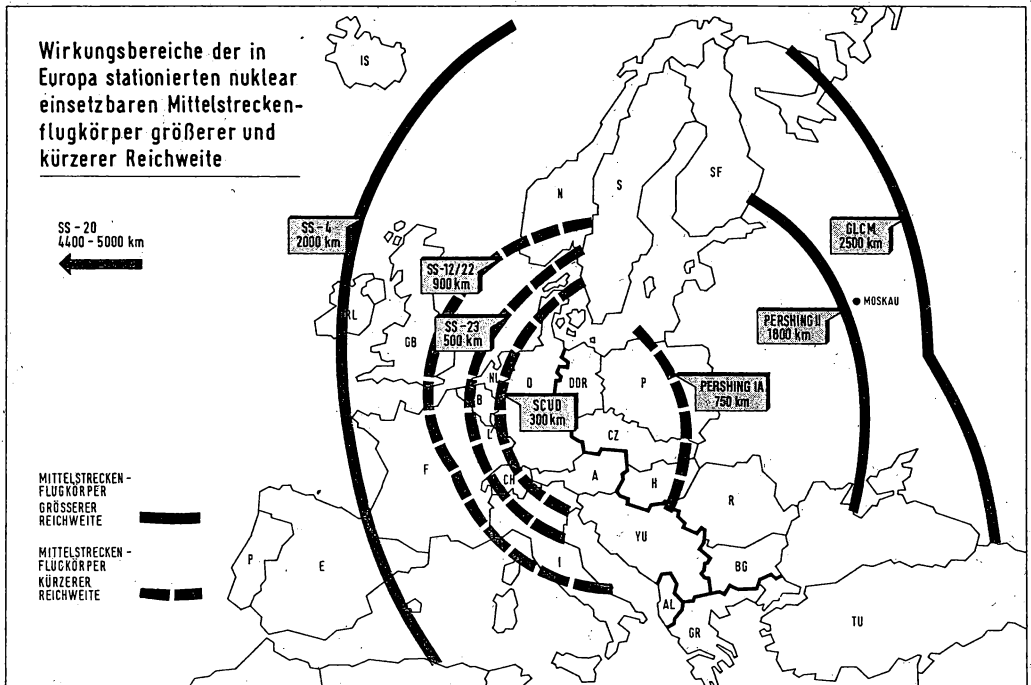 Wirkungsbereiche der in
Europa stationierten nuklear
einsetzbaren Mittelstrecken-
flugkörper größerer und
kürzerer Reichweite
SS-20
4400-5000 km
SS-4
2000 km
SS-12/22
900 km
SS-23
500 km
SCUD
300 km
PERSHING IA
750 km
PERSHING II
1800 km
GLCM
2500 km
MOSKAU
IS
N
S
SF
IRL
GB
NL
B
L
D
DDR
P
CZ
F
CH
A
H
R
YU
I
BG
AL
GR
TU
P
E
MITTELSTRECKEN-
FLUGKÖRPER
GRÖSSERER
REICHWEITE
MITTELSTRECKEN-
FLUGKÖRPER
KÜRZERER
REICHWEITE